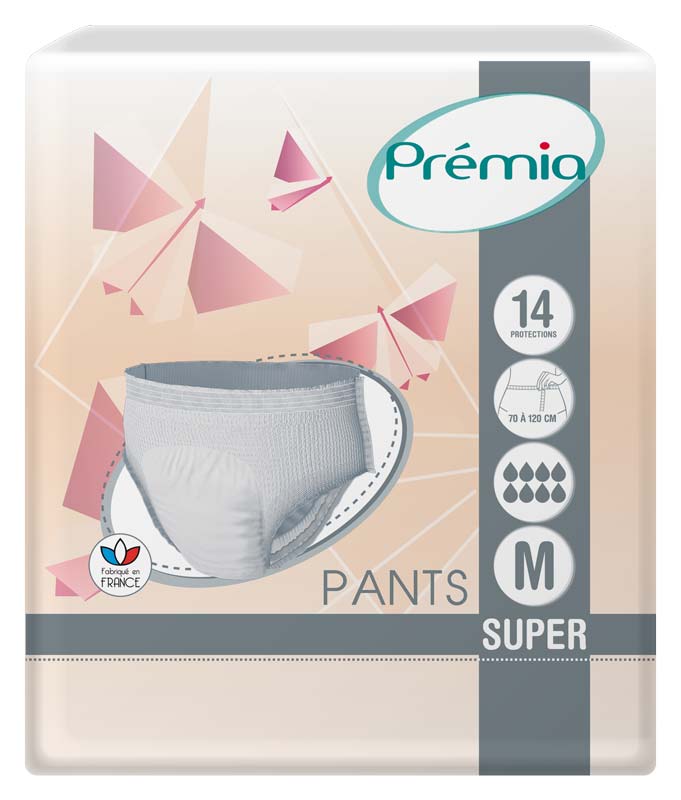 Prémia
14
PROTECTIONS
70 À 120 CM
M
Fabriqué en
FRANCE
PANTS
SUPER